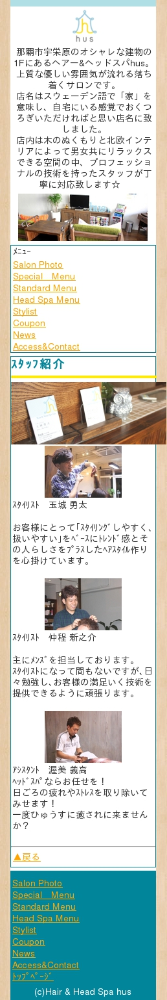 hus
那覇市宇栄原のオシャレな建物の
1Fにあるヘアー&ヘッドスパhus。
上質な優しい雰囲気が流れる落ち
着くサロンです。
店名はスウェーデン語で「家」を
意味し、自宅にいる感覚でおくつ
ろぎいただければと思い店名に致
しました。
店内は木のぬくもりと北欧インテ
リアによって男女共にリラックス
できる空間の中、プロフェッショ
ナルの技術を持ったスタッフが丁
寧に対応致します☆
ﾒﾆｭｰ
Salon Photo
Special　Menu
Standard Menu
Head Spa Menu
Stylist
Coupon
News
Access&Contact
ｽﾀｯﾌ紹介
ｽﾀｲﾘｽﾄ　玉城 勇太
お客様にとって｢ｽﾀｲﾘﾝｸﾞしやすく､
扱いやすい｣をﾍﾞｰｽにﾄﾚﾝﾄﾞ感とそ
の人らしさをﾌﾟﾗｽしたﾍｱｽﾀｲﾙ作り
を心掛けています。
ｽﾀｲﾘｽﾄ　仲程 新之介
主にﾒﾝｽﾞを担当しております。
ｽﾀｲﾘｽﾄになって間もないですが､日
々勉強し､お客様の満足いく技術を
提供できるように頑張ります。
ｱｼｽﾀﾝﾄ　渥美 義高
ﾍｯﾄﾞｽﾊﾟならお任せを！
日ごろの疲れやｽﾄﾚｽを取り除いて
みせます！
一度ひゅうすに癒されに来ません
か？
▲戻る
Salon Photo
Special　Menu
Standard Menu
Head Spa Menu
Stylist
Coupon
News
Access&Contact
ﾄｯﾌﾟﾍﾟｰｼﾞ
(c)Hair & Head Spa hus